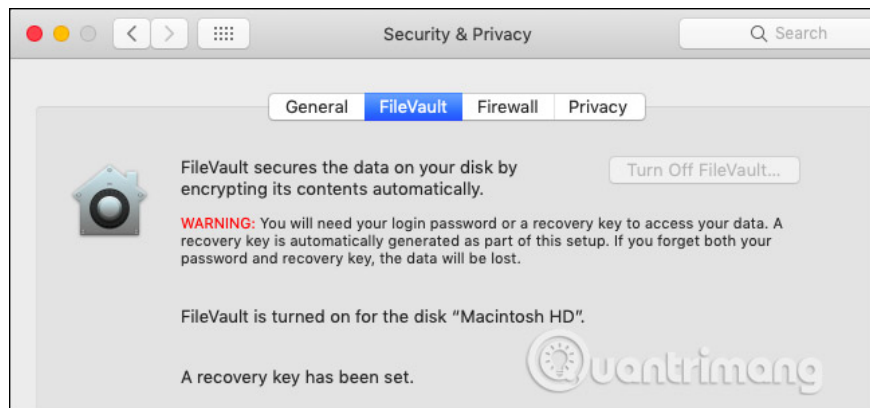 Security & Privacy
Search
General
FileVault
Firewall
Privacy
FileVault secures the data on your disk by
encrypting its contents automatically.
Turn Off FileVault...
WARNING: You will need your login password or a recovery key to access your data. A
recovery key is automatically generated as part of this setup. If you forget both your
password and recovery key, the data will be lost.
FileVault is turned on for the disk “Macintosh HD”.
A recovery key has been set.
Quantrimang